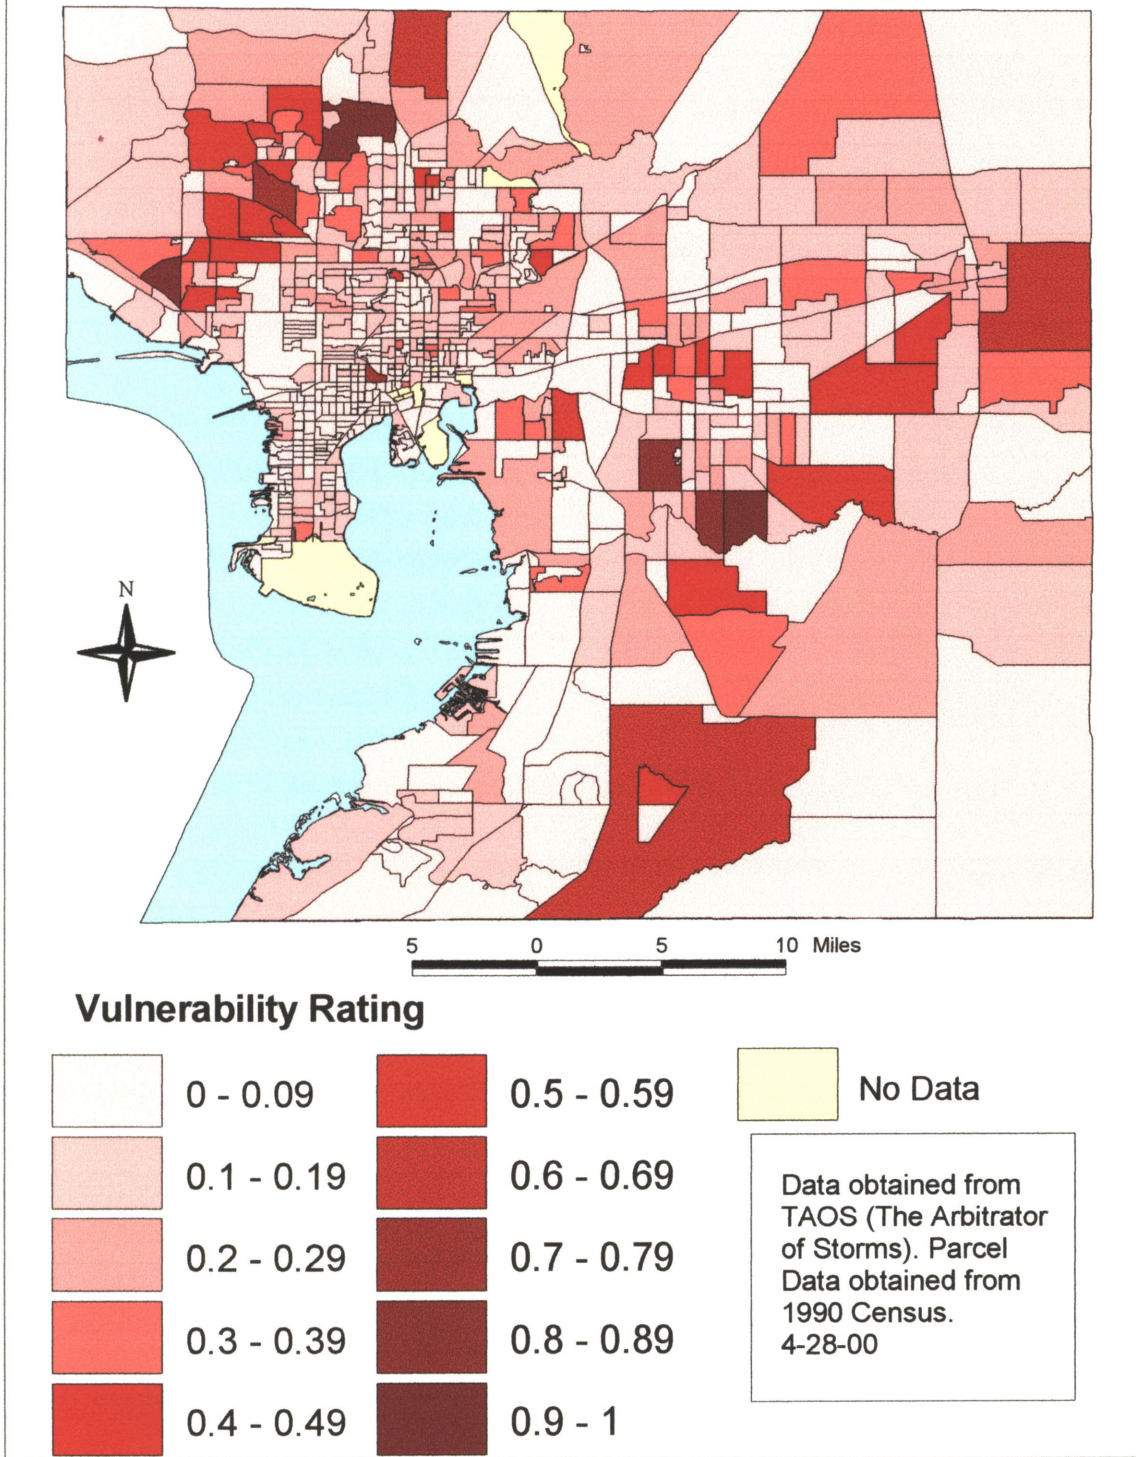 N
5 0 5 10 Miles
Vulnerability Rating
0 - 0.09
0.1 - 0.19
0.2 - 0.29
0.3 - 0.39
0.4 - 0.49
0.5 - 0.59
0.6 - 0.69
0.7 - 0.79
0.8 - 0.89
0.9 - 1
No Data
Data obtained from
TAOS (The Arbitrator
of Storms). Parcel
Data obtained from
1990 Census.
4-28-00